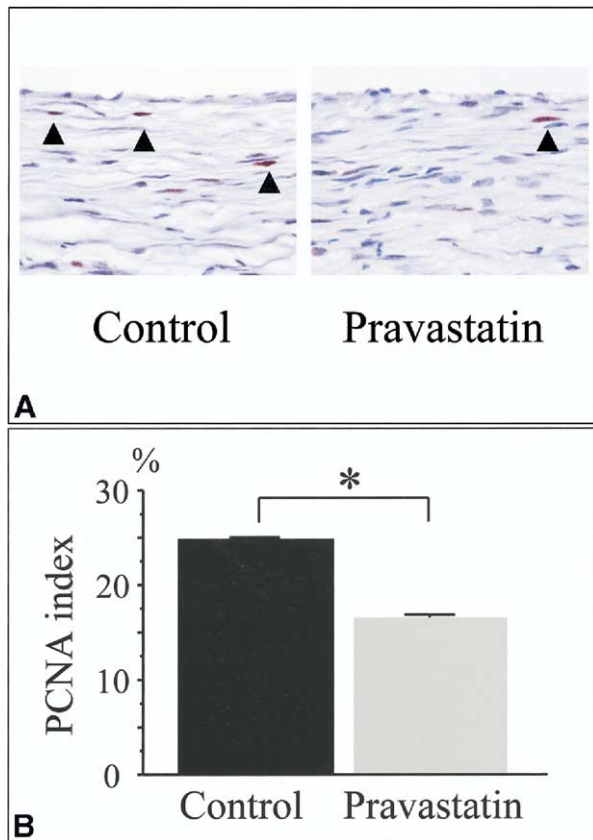 Control
Pravastatin
A
%
*
30
20
10
0
PCNA index
Control
Pravastatin
B